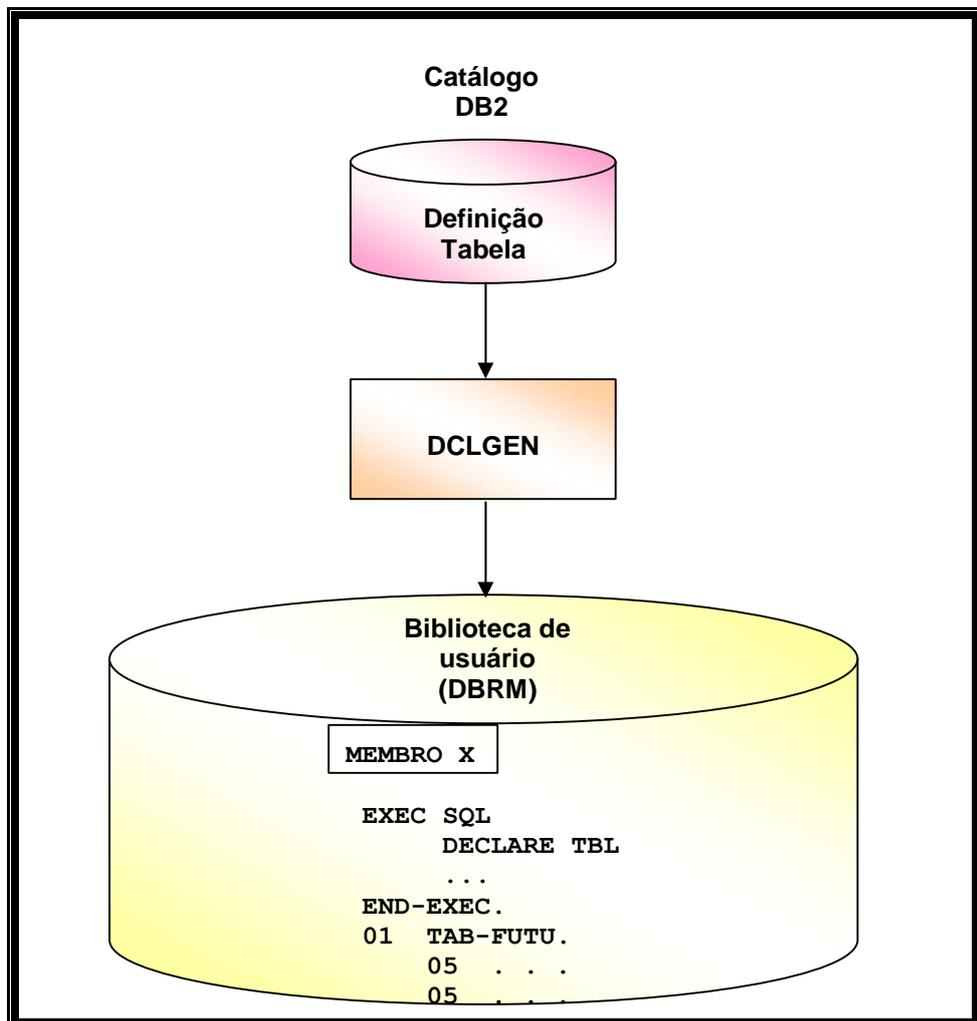 Catálogo
DB2
Definição
Tabela
DCLGEN
Biblioteca de
usuário
(DBRM)
MEMBRO X
EXEC SQL
DECLARE TBL
...
END-EXEC.
01 TAB-FUTU.
05 . . .
05 . . .